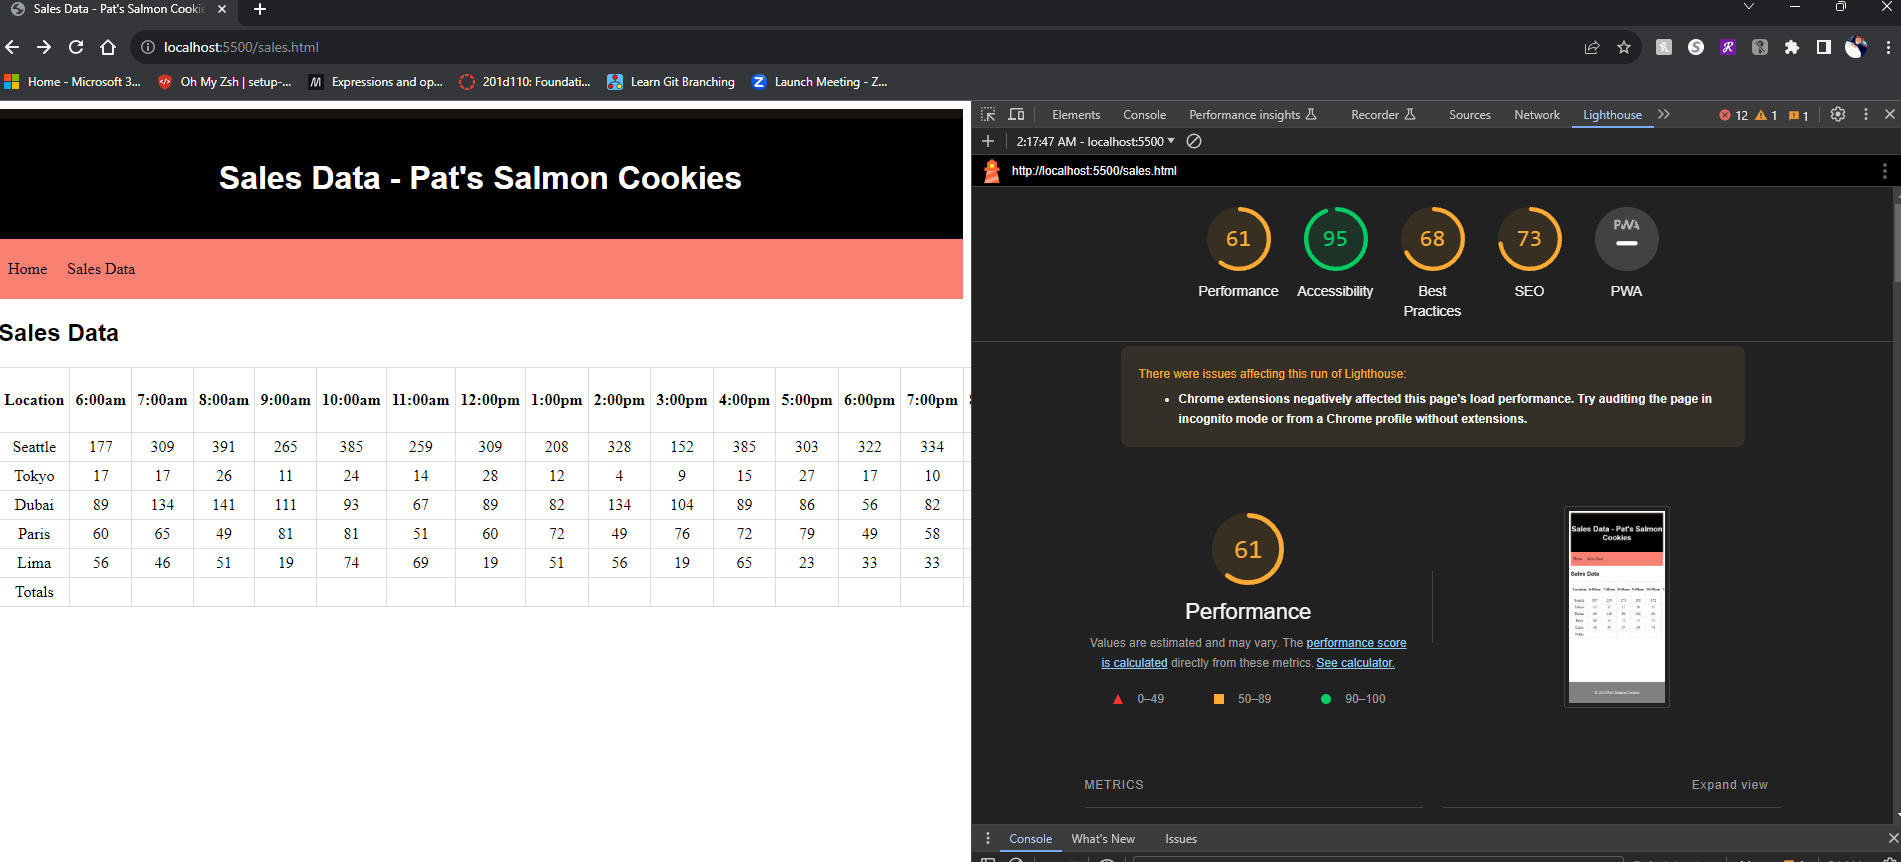 Sales Data - Pat's Salmon Cookie
localhost:5500/sales.html
Home - Microsoft 3... Oh My Zsh | setup-... Expressions and op... 201d110: Foundati... Learn Git Branching Launch Meeting - Z...
Sales Data - Pat's Salmon Cookies
Home Sales Data
Sales Data
Location 6:00am 7:00am 8:00am 9:00am 10:00am 11:00am 12:00pm 1:00pm 2:00pm 3:00pm 4:00pm 5:00pm 6:00pm 7:00pm
Seattle 177 309 391 265 385 259 309 208 328 152 385 303 322 334
Tokyo 17 17 26 11 24 14 28 12 4 9 15 27 17 10
Dubai 89 134 141 111 93 67 89 82 134 104 89 86 56 82
Paris 60 65 49 81 81 51 60 72 49 76 72 79 49 58
Lima 56 46 51 19 74 69 19 51 56 19 65 23 33 33
Totals
Elements Console Performance insights Recorder Sources Network Lighthouse 12 1 1
2:17:47 AM - localhost:5500
http://localhost:5500/sales.html
61 95 68 73 PWA
Performance Accessibility Best Practices SEO PWA
There were issues affecting this run of Lighthouse:
• Chrome extensions negatively affected this page's load performance. Try auditing the page in
incognito mode or from a Chrome profile without extensions.
61
Performance
Values are estimated and may vary. The performance score
is calculated directly from these metrics. See calculator.
0–49 50–89 90–100
Sales Data - Pat's Salmon
Cookies
Home Sales Data
Sales Data
METRICS Expand view
Console What's New Issues